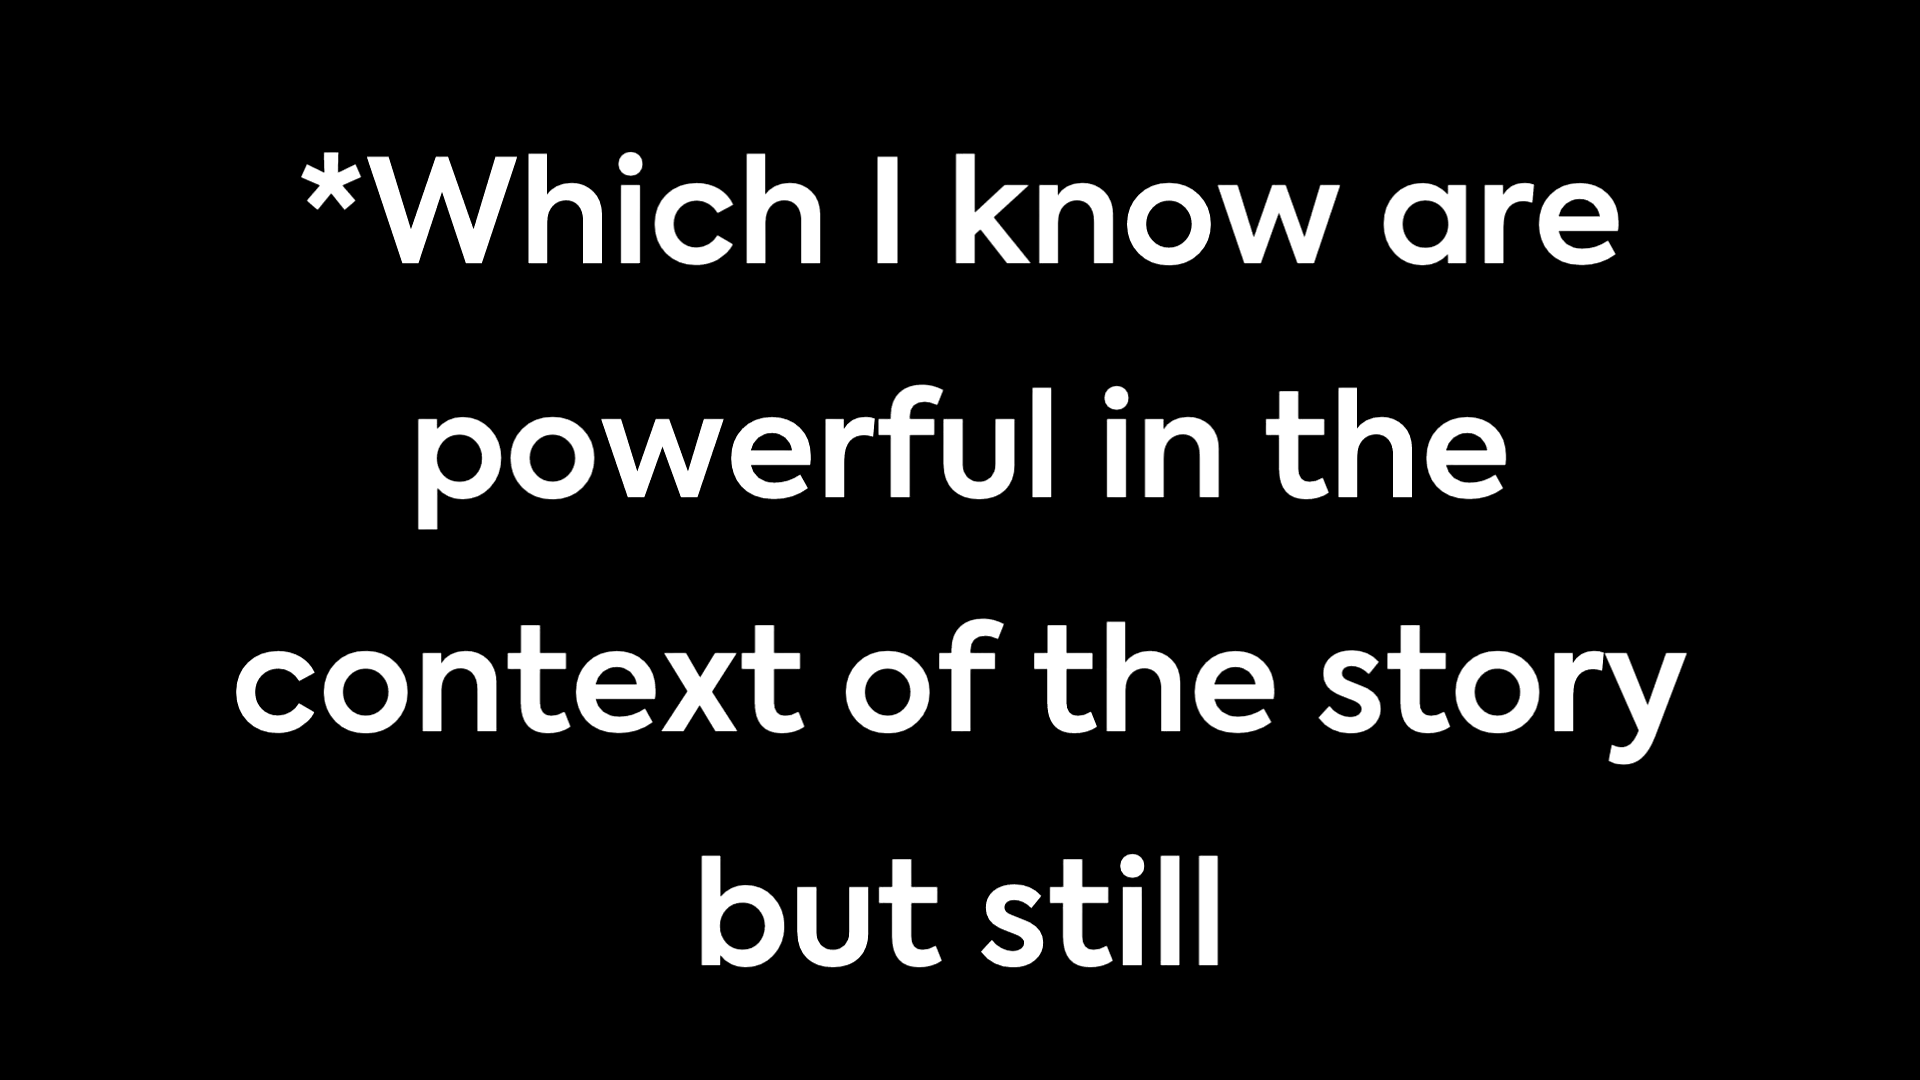 *Which I know are
powerful in the
context of the story
but still